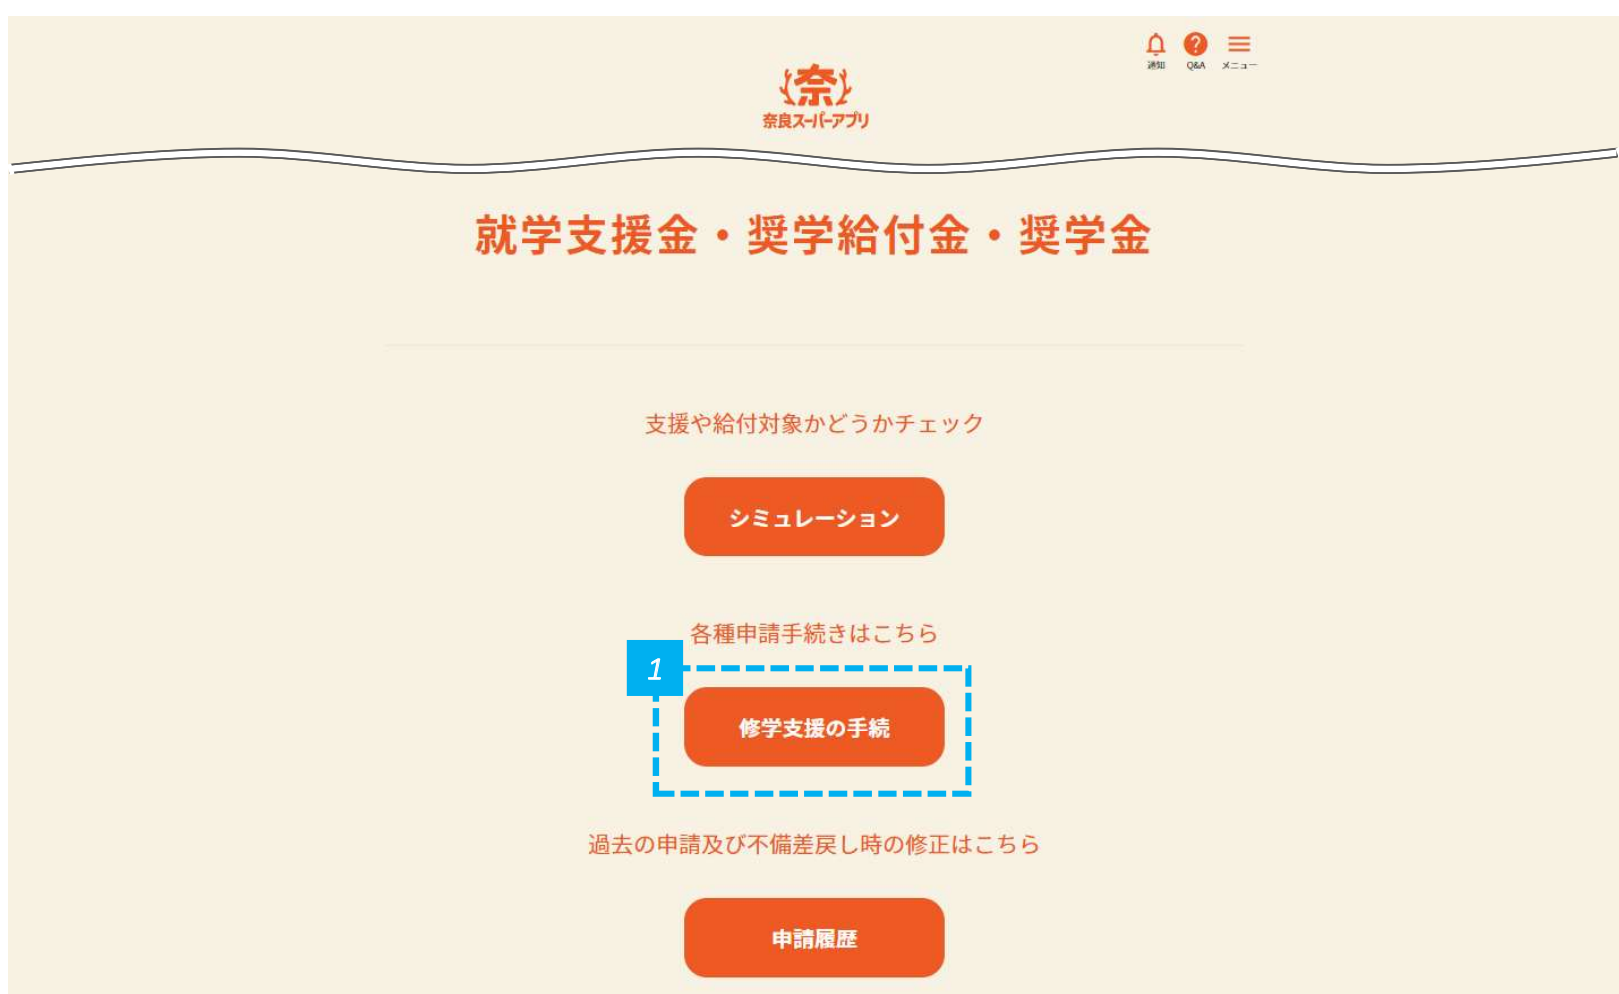 通知 Q&A メニュー
奈
奈良スーパーアプリ
就学支援金・奨学給付金・奨学金
支援や給付対象かどうかチェック
シミュレーション
各種申請手続きはこちら
1
修学支援の手続
過去の申請及び不備差戻し時の修正はこちら
申請履歴